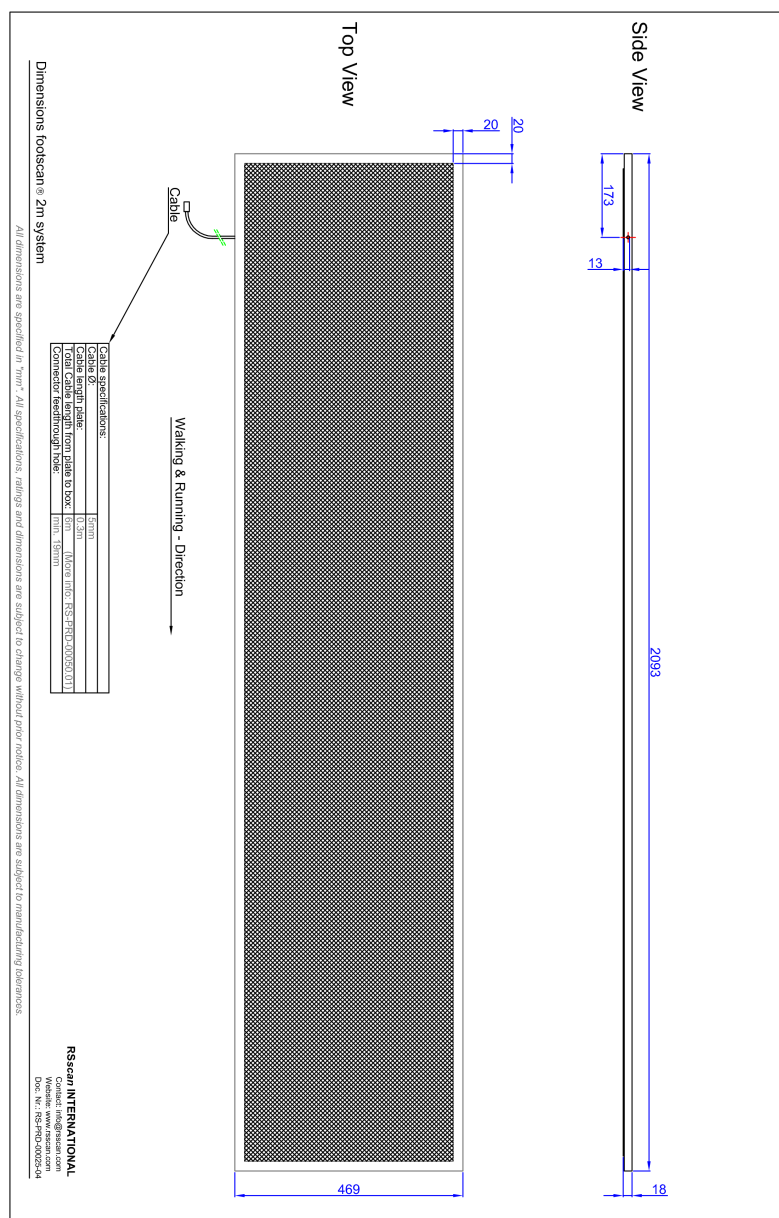 Side View
2093
173
13
18
Top View
20
20
469
Cable
Walking & Running - Direction
Cable specifications:
Cable Ø: 5mm
Cable length plate: 0.3m
Total Cable length from plate to box: 6m (More info: RS-PRD-00050.01)
Connector feedthrough hole: min. 19mm
Dimensions footscan® 2m system
All dimensions are specified in "mm". All specifications, ratings and dimensions are subject to change without prior notice. All dimensions are subject to manufacturing tolerances.
RSscan INTERNATIONAL
Contact: info@rsscan.com
Website: www.rsscan.com
Doc. Nr.: RS-PRD-00025-04